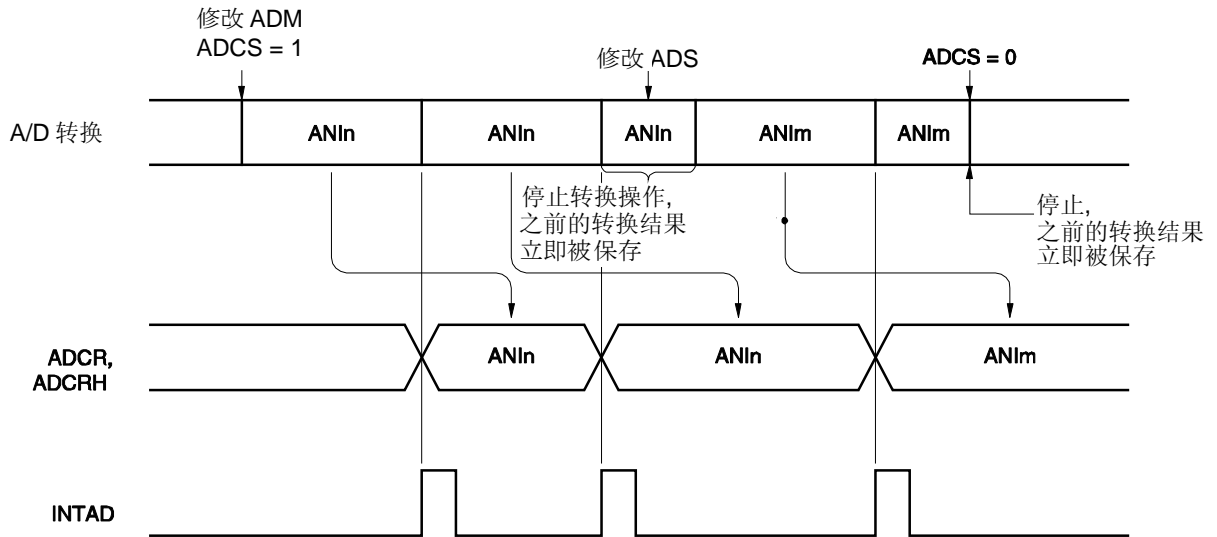 修改 ADM
ADCS = 1
修改 ADS
ADCS = 0
A/D 转换
ANIn
ANIn
ANIn
ANIm
ANIm
停止转换操作,
之前的转换结果
立即被保存
停止,
之前的转换结果
立即被保存
ADCR,
ADCRH
ANIn
ANIn
ANIm
INTAD